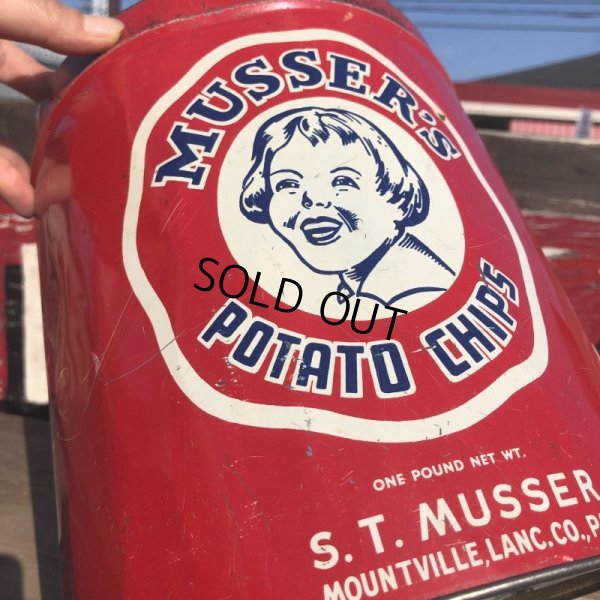 MUSSER'S
SOLD OUT
POTATO CHIPS
ONE POUND NET WT.
S. T. MUSSER
MOUNTVILLE, LANC. CO.,